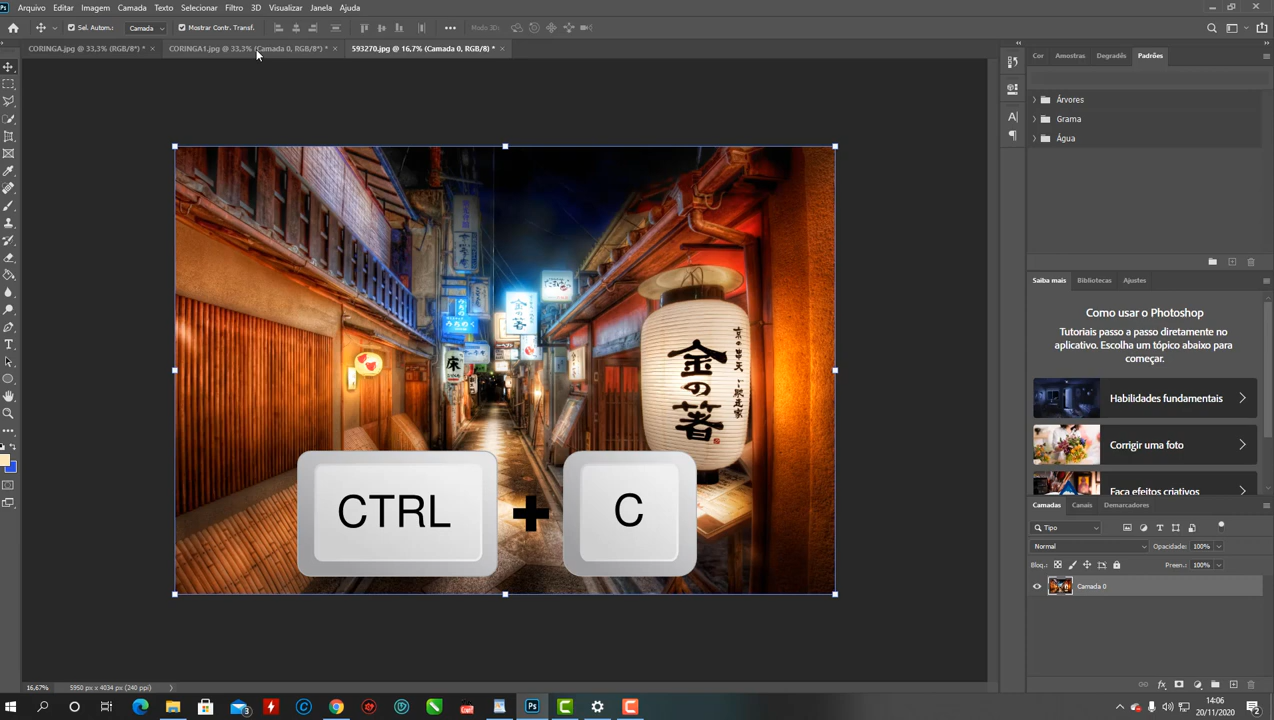 Arquivo Editar Imagem Camada Texto Selecionar Filtro 3D Visualizar Janela Ajuda
Sel. Autom.: Camada Mostrar Contr. Transf. Modo 3D:
CORINGA.jpg @ 33,3% (RGB/8*) * CORINGA1.jpg @ 33,3% (Camada 0, RGB/8*) * 593270.jpg @ 16,7% (Camada 0, RGB/8) *
Cor Amostras Degradês Padrões
Árvores
Grama
Água
Saiba mais Bibliotecas Ajustes
Como usar o Photoshop
Tutoriais passo a passo diretamente no
aplicativo. Escolha um tópico abaixo para
começar.
Habilidades fundamentais
Corrigir uma foto
Faça efeitos criativos
金の箸
床
CTRL + C
Camadas Canais Demarcadores
Tipo
Normal Opacidade: 100%
Bloq.: Preen.: 100%
Camada 0
16,67% 5950 px x 4034 px (240 ppi)
14:06
20/11/2020